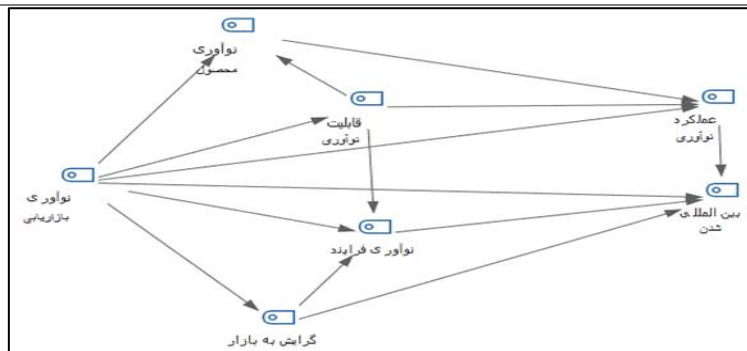 نوآوری
محصول
قابلیت
نوآوری
عملکرد
نوآوری
نوآوری
بازاریابی
بین المللی
شدن
نوآوری فرایند
گرایش به بازار